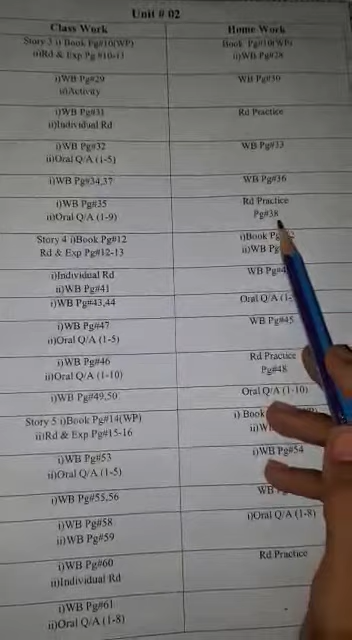 Unit # 02
Class Work Home Work
Story 3 i) Book Pg#10(WP) Book Pg#10(WP)
ii)Rd & Exp Pg #10-11 ii)WB Pg#28
i)WB Pg#29 WB Pg#30
ii)Activity
i)WB Pg#31 Rd Practice
ii)Individual Rd
i)WB Pg#32 WB Pg#33
ii)Oral Q/A (1-5)
i)WB Pg#34,37 WB Pg#36
i)WB Pg#35 Rd Practice
ii)Oral Q/A (1-9) Pg#38
Story 4 i)Book Pg#12 i)Book
Rd & Exp Pg#12-13 ii)WB
i)Individual Rd WB
ii)WB Pg#41
i)WB Pg#43,44 Oral Q/A
i)WB Pg#47 WB Pg#45
ii)Oral Q/A (1-5)
i)WB Pg#46 Rd Practice
ii)Oral Q/A (1-10) Pg#48
i)WB Pg#49,50 Oral Q/A (1-10)
Story 5 i)Book Pg#14(WP) i) Book
ii)Rd & Exp Pg#15-16
i)WB Pg#53 i)WB Pg#54
ii)Oral Q/A (1-5)
i)WB Pg#55,56 WB
i)WB Pg#58 i)Oral Q/A (1-8)
ii)WB Pg#59
i)WB Pg#60 Rd Practice
ii)Individual Rd
i)WB Pg#61
ii)Oral Q/A (1-8)